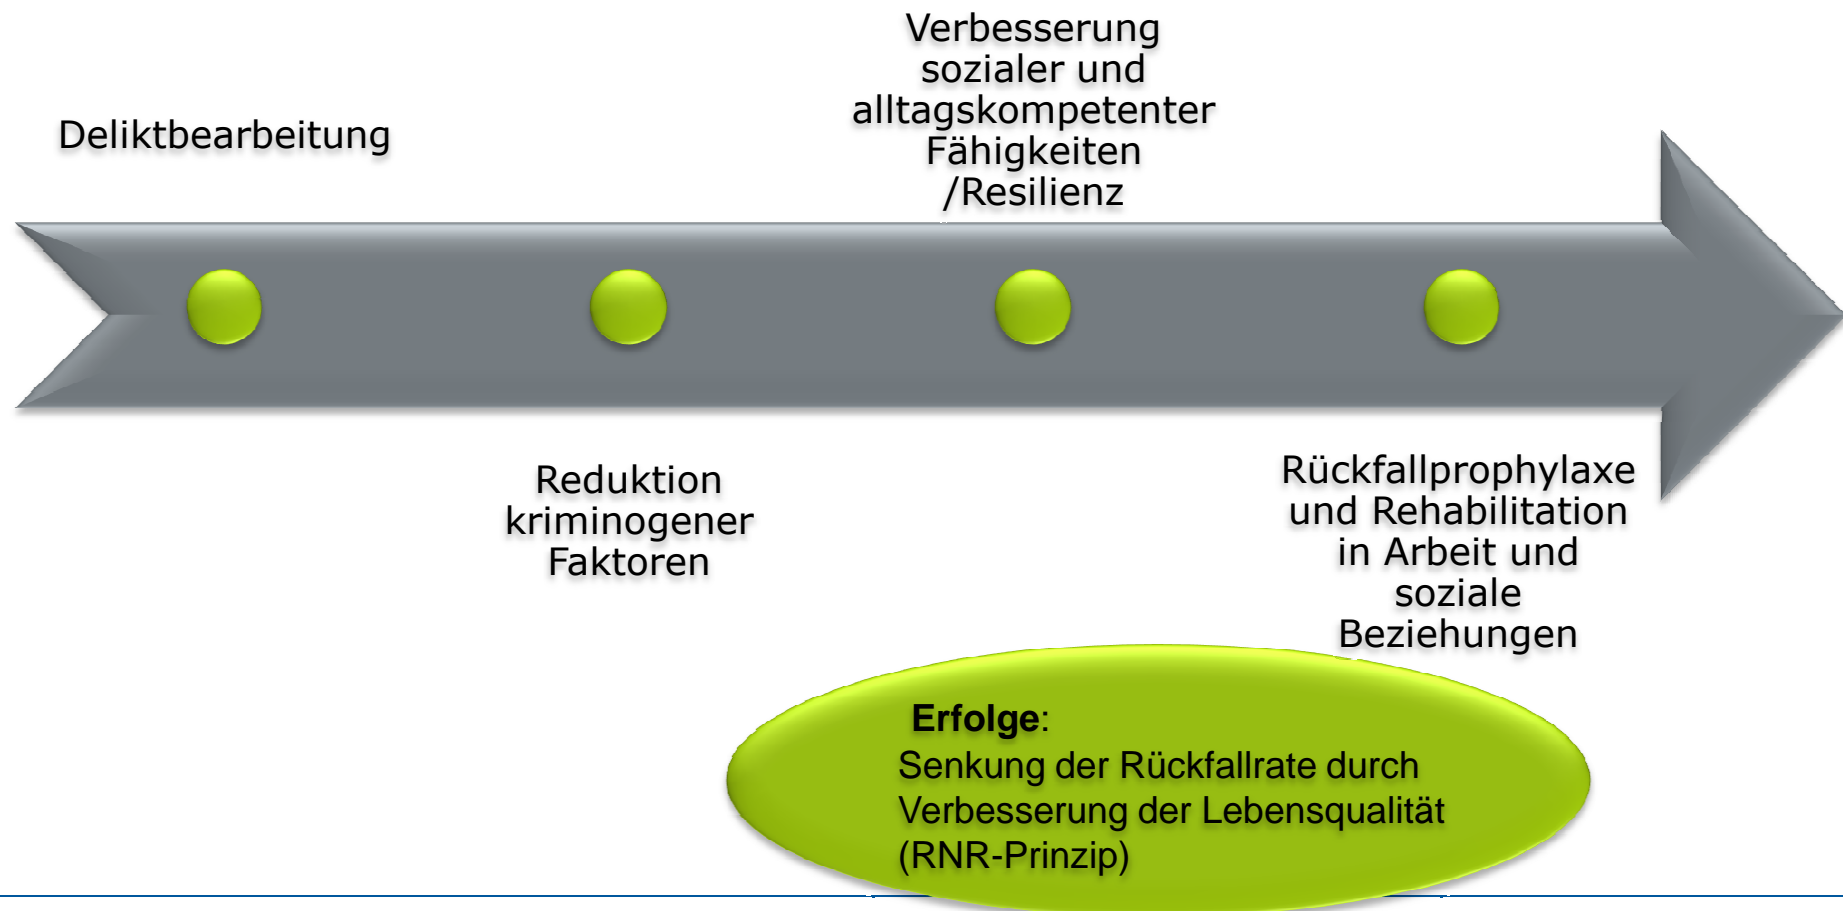 Deliktbearbeitung
Reduktion
kriminogener
Faktoren
Verbesserung
sozialer und
alltagskompetenter
Fähigkeiten
/Resilienz
Rückfallprophylaxe
und Rehabilitation
in Arbeit und
soziale
Beziehungen
Erfolge:
Senkung der Rückfallrate durch
Verbesserung der Lebensqualität
(RNR-Prinzip)